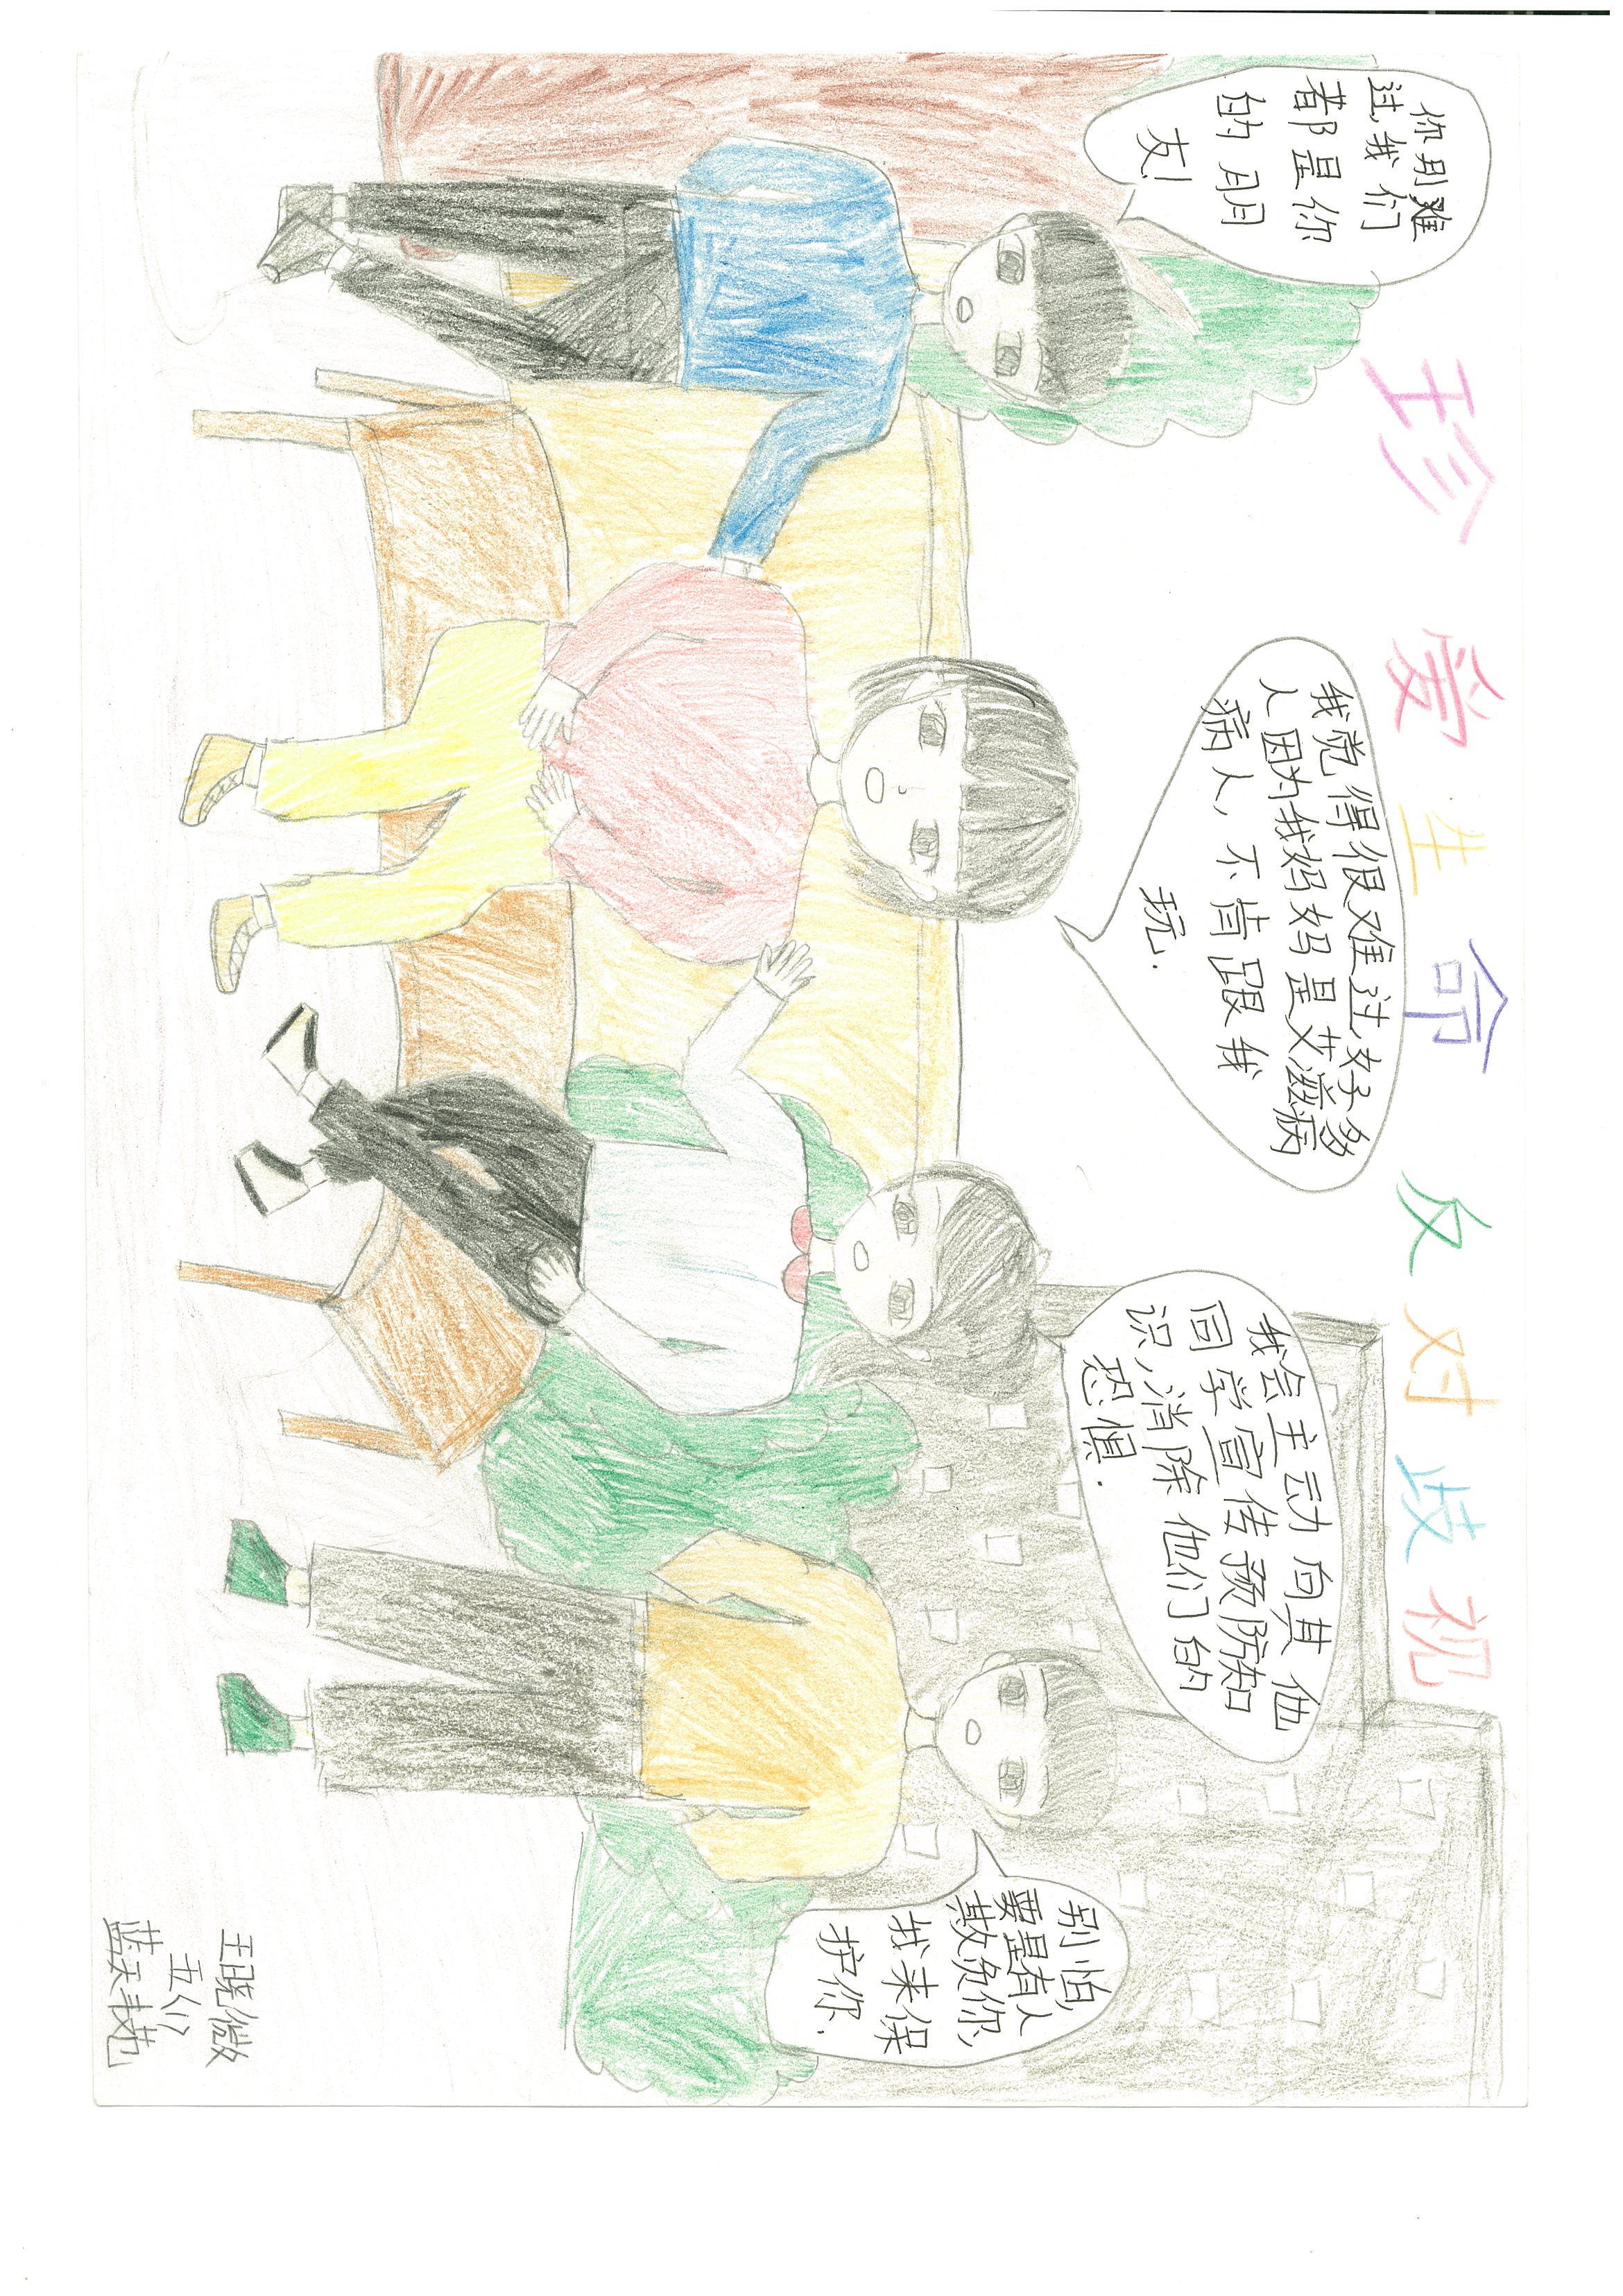 珍爱生命 反对歧视
你别难
过,我们
都是你
的朋
友!
我觉得很难过,好多
人因为我妈妈是艾滋病
病人,不肯跟我
玩.
我会主动向其他
同学宣传预防知
识,消除他们的
恐惧.
别怕,
要是有人
欺负你,
我来保
护你.
王晓微
五(1)
蓝天